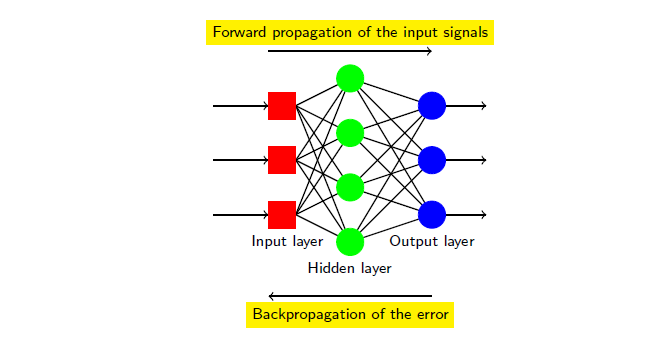 Forward propagation of the input signals
Input layer
Output layer
Hidden layer
Backpropagation of the error